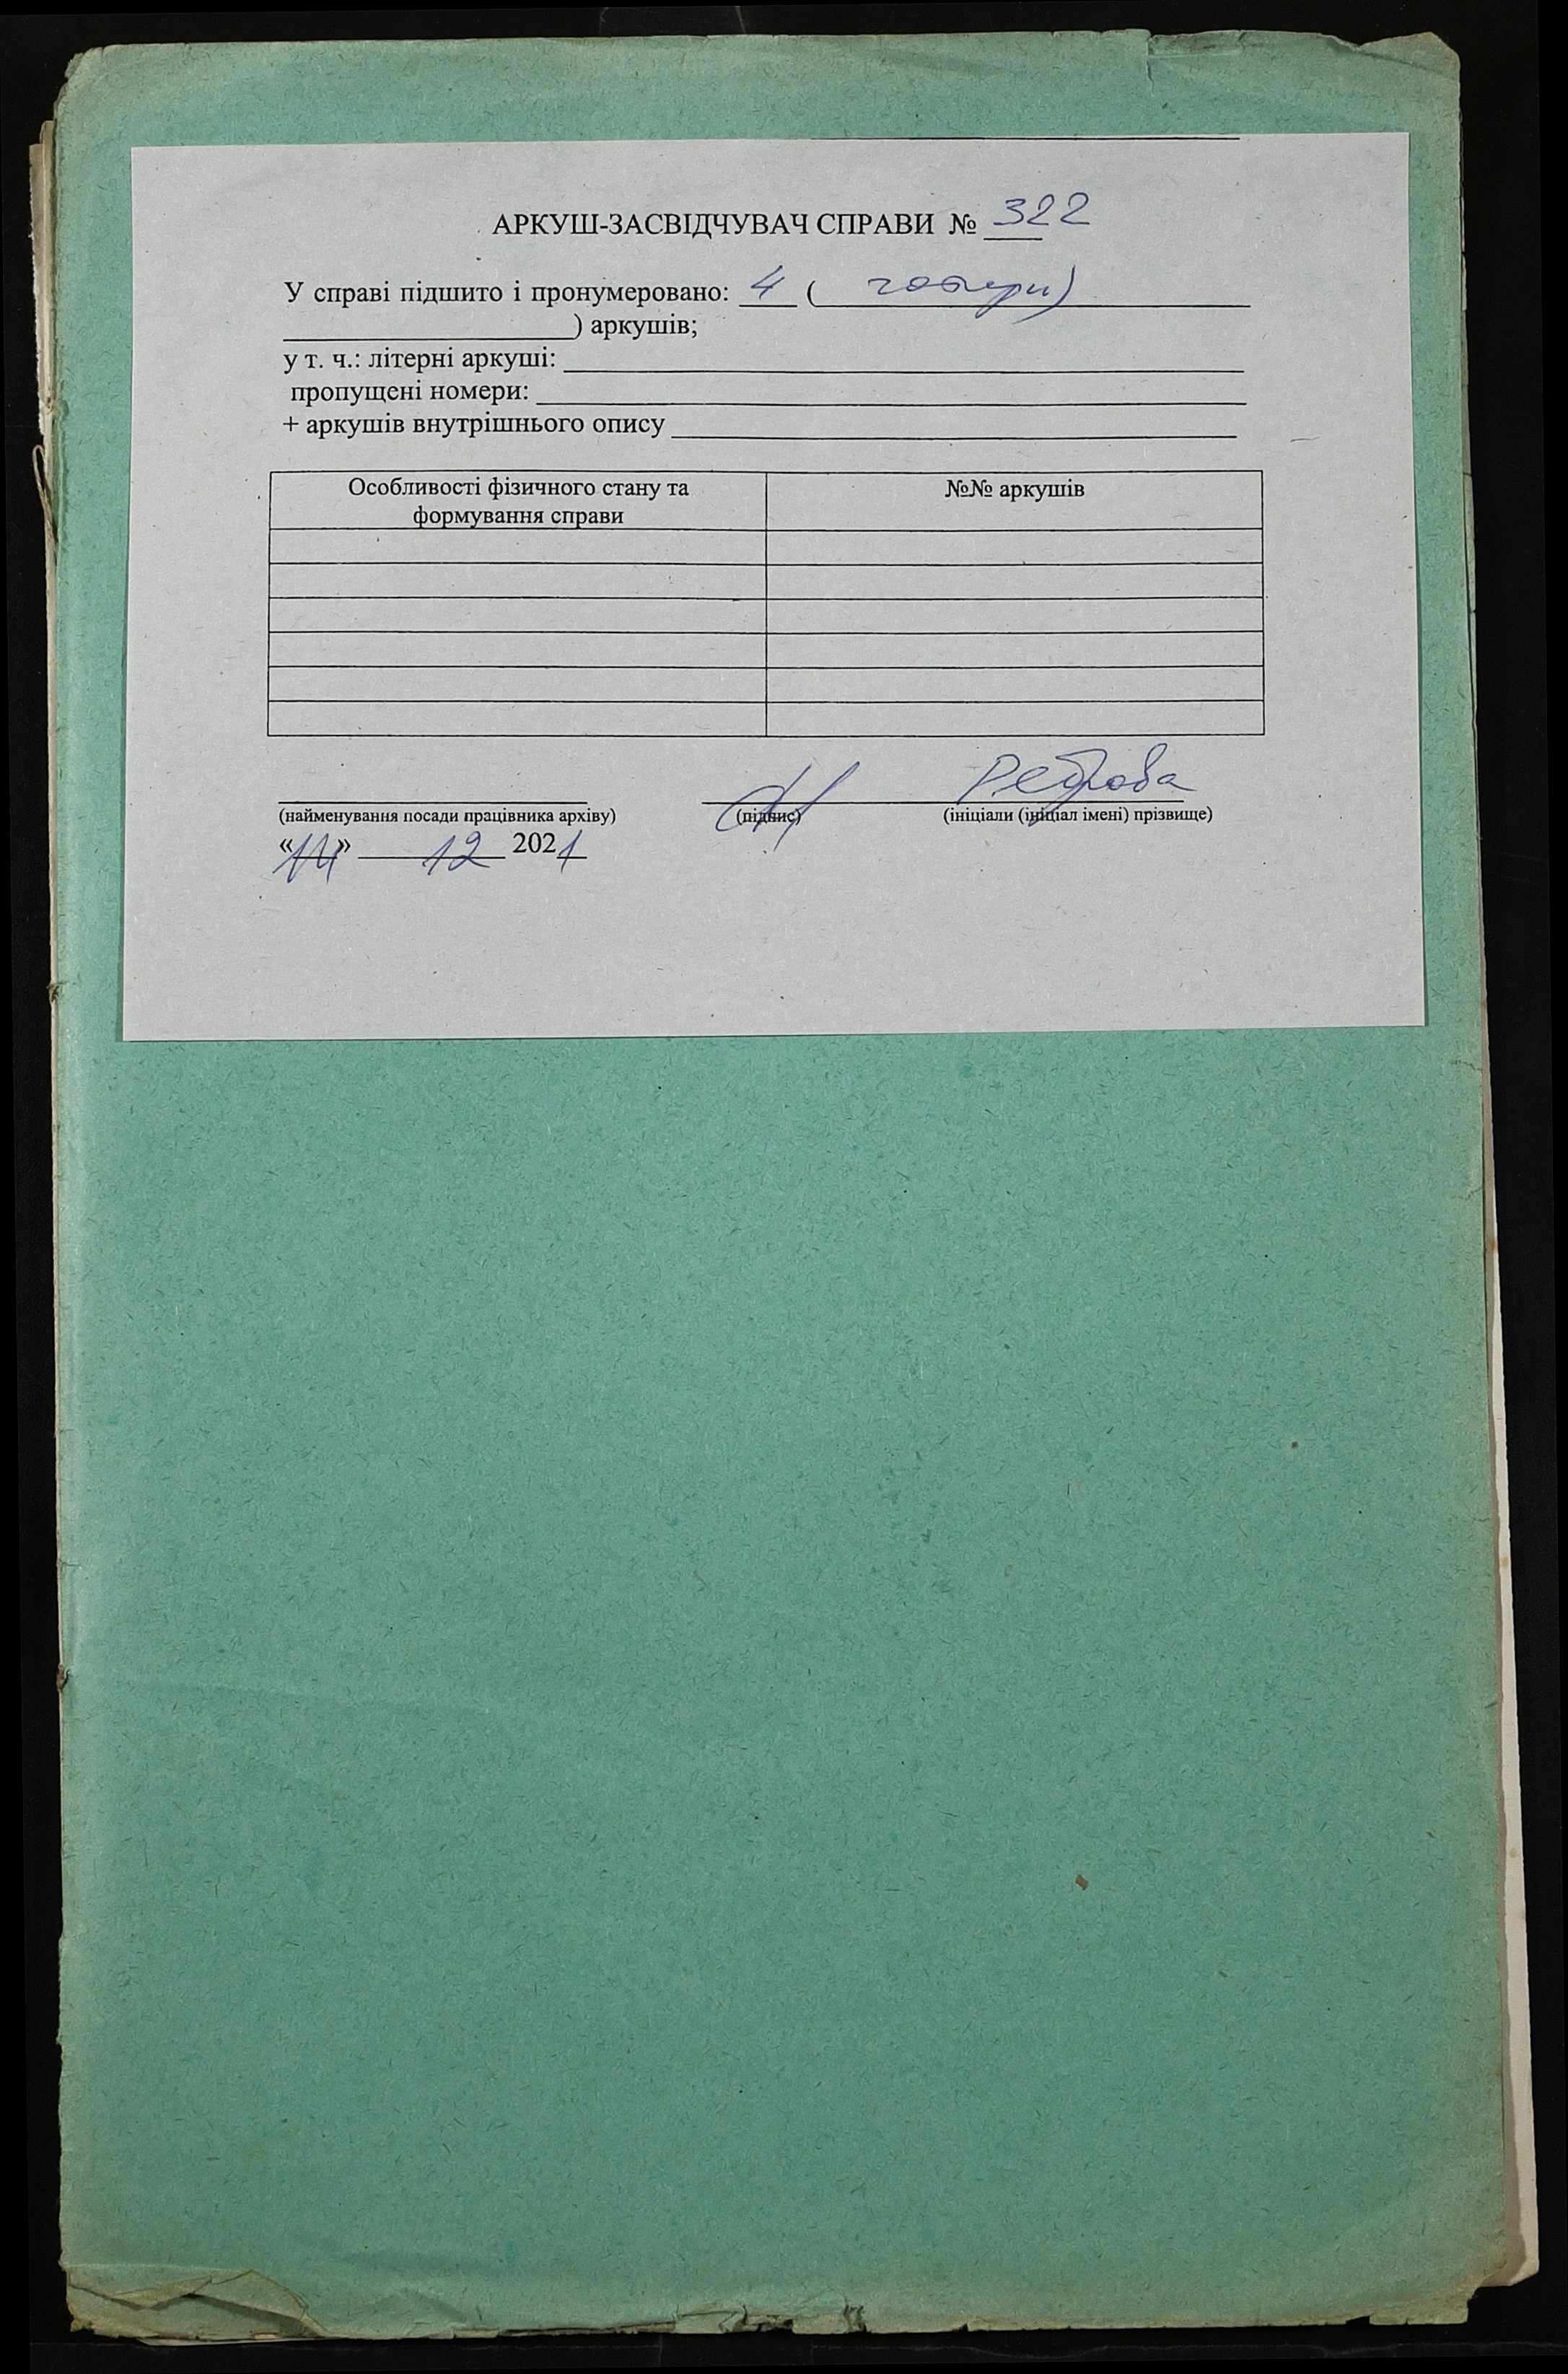 АРКУШ-ЗАСВІДЧУВАЧ СПРАВИ № 322
У справі підшито і пронумеровано: 4 ( чотири)
) аркушів;
у т. ч.: літерні аркуші:
пропущені номери:
+ аркушів внутрішнього опису
Особливості фізичного стану та формування справи
№№ аркушів
(найменування посади працівника архіву)
(підпис)
(ініціали (ініціал імені) прізвище)
«14» 12 2021